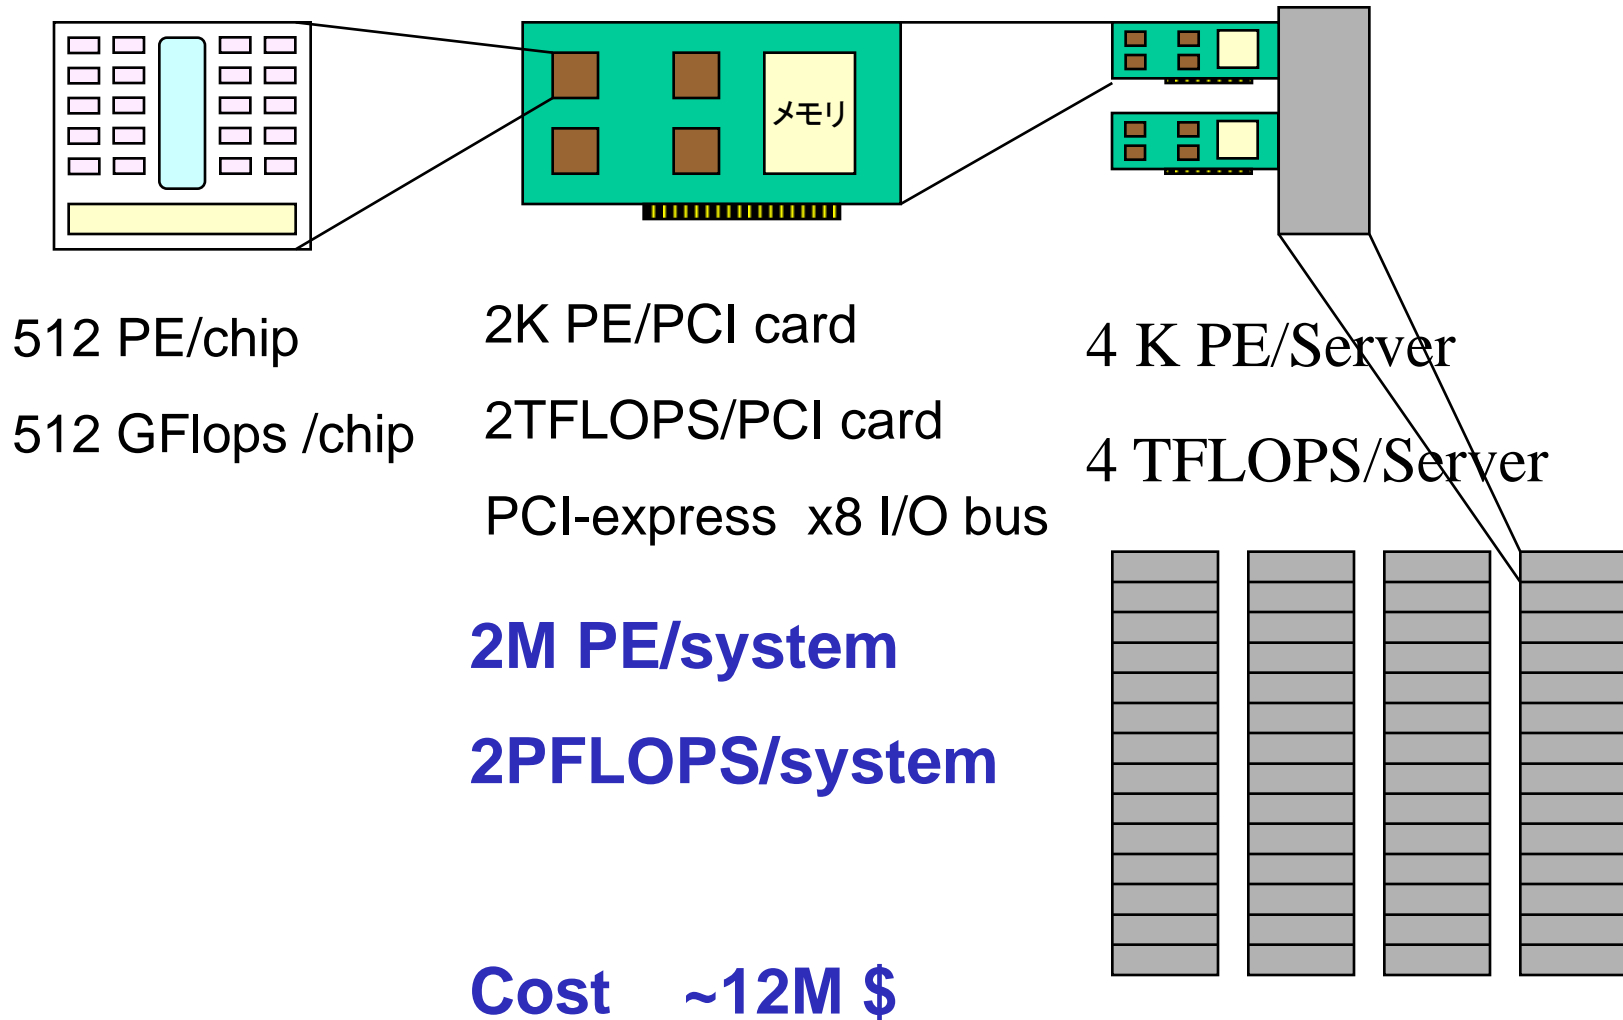 メモリ
512 PE/chip
512 GFlops /chip
2K PE/PCI card
2TFLOPS/PCI card
PCI-express x8 I/O bus
4 K PE/Server
4 TFLOPS/Server
2M PE/system
2PFLOPS/system
Cost ~12M $